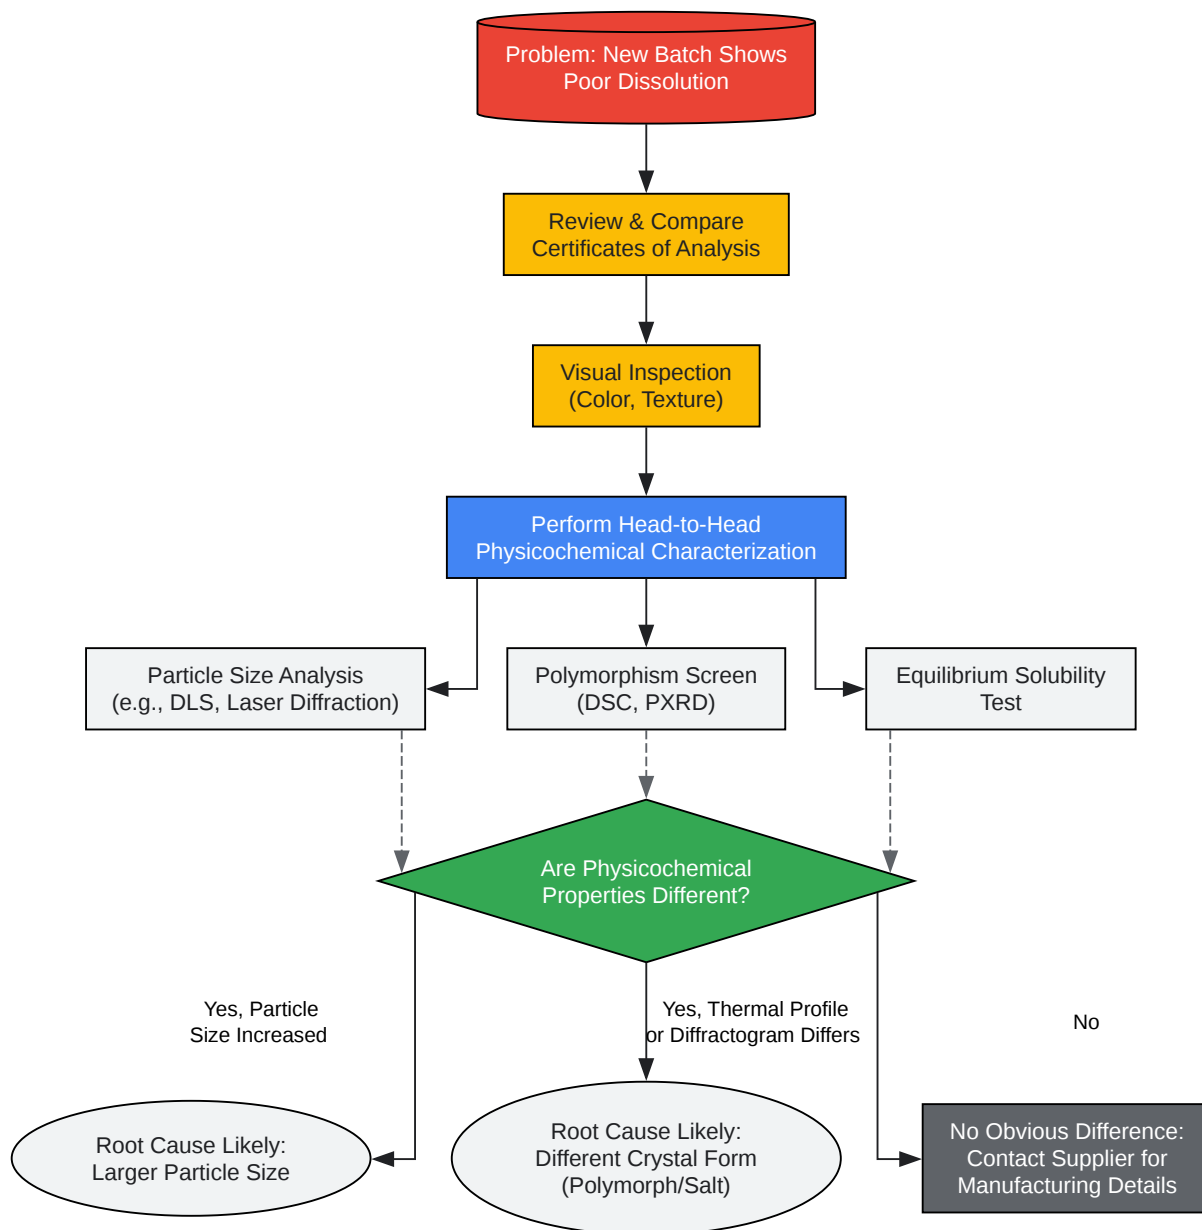 Problem: New Batch Shows
Poor Dissolution
Review & Compare
Certificates of Analysis
Visual Inspection
(Color, Texture)
Perform Head-to-Head
Physicochemical Characterization
Particle Size Analysis
(e.g., DLS, Laser Diffraction)
Polymorphism Screen
(DSC, PXRD)
Equilibrium Solubility
Test
Are Physicochemical
Properties Different?
Yes, Particle
Size Increased
Yes, Thermal Profile
or Diffractogram Differs
No
Root Cause Likely:
Larger Particle Size
Root Cause Likely:
Different Crystal Form
(Polymorph/Salt)
No Obvious Difference:
Contact Supplier for
Manufacturing Details